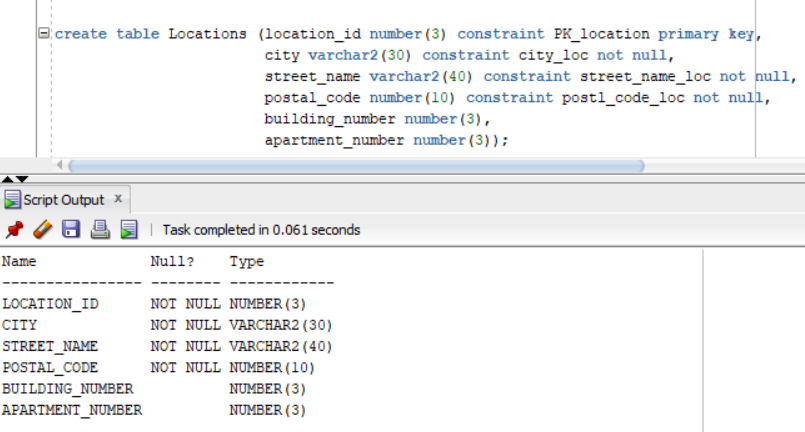 create table Locations (location_id number(3) constraint PK_location primary key,
city varchar2(30) constraint city_loc not null,
street_name varchar2(40) constraint street_name_loc not null,
postal_code number(10) constraint postl_code_loc not null,
building_number number(3),
apartment_number number(3));
Script Output x
Task completed in 0.061 seconds
Name Null? Type
---------------- -------- ------------
LOCATION_ID NOT NULL NUMBER(3)
CITY NOT NULL VARCHAR2(30)
STREET_NAME NOT NULL VARCHAR2(40)
POSTAL_CODE NOT NULL NUMBER(10)
BUILDING_NUMBER NUMBER(3)
APARTMENT_NUMBER NUMBER(3)